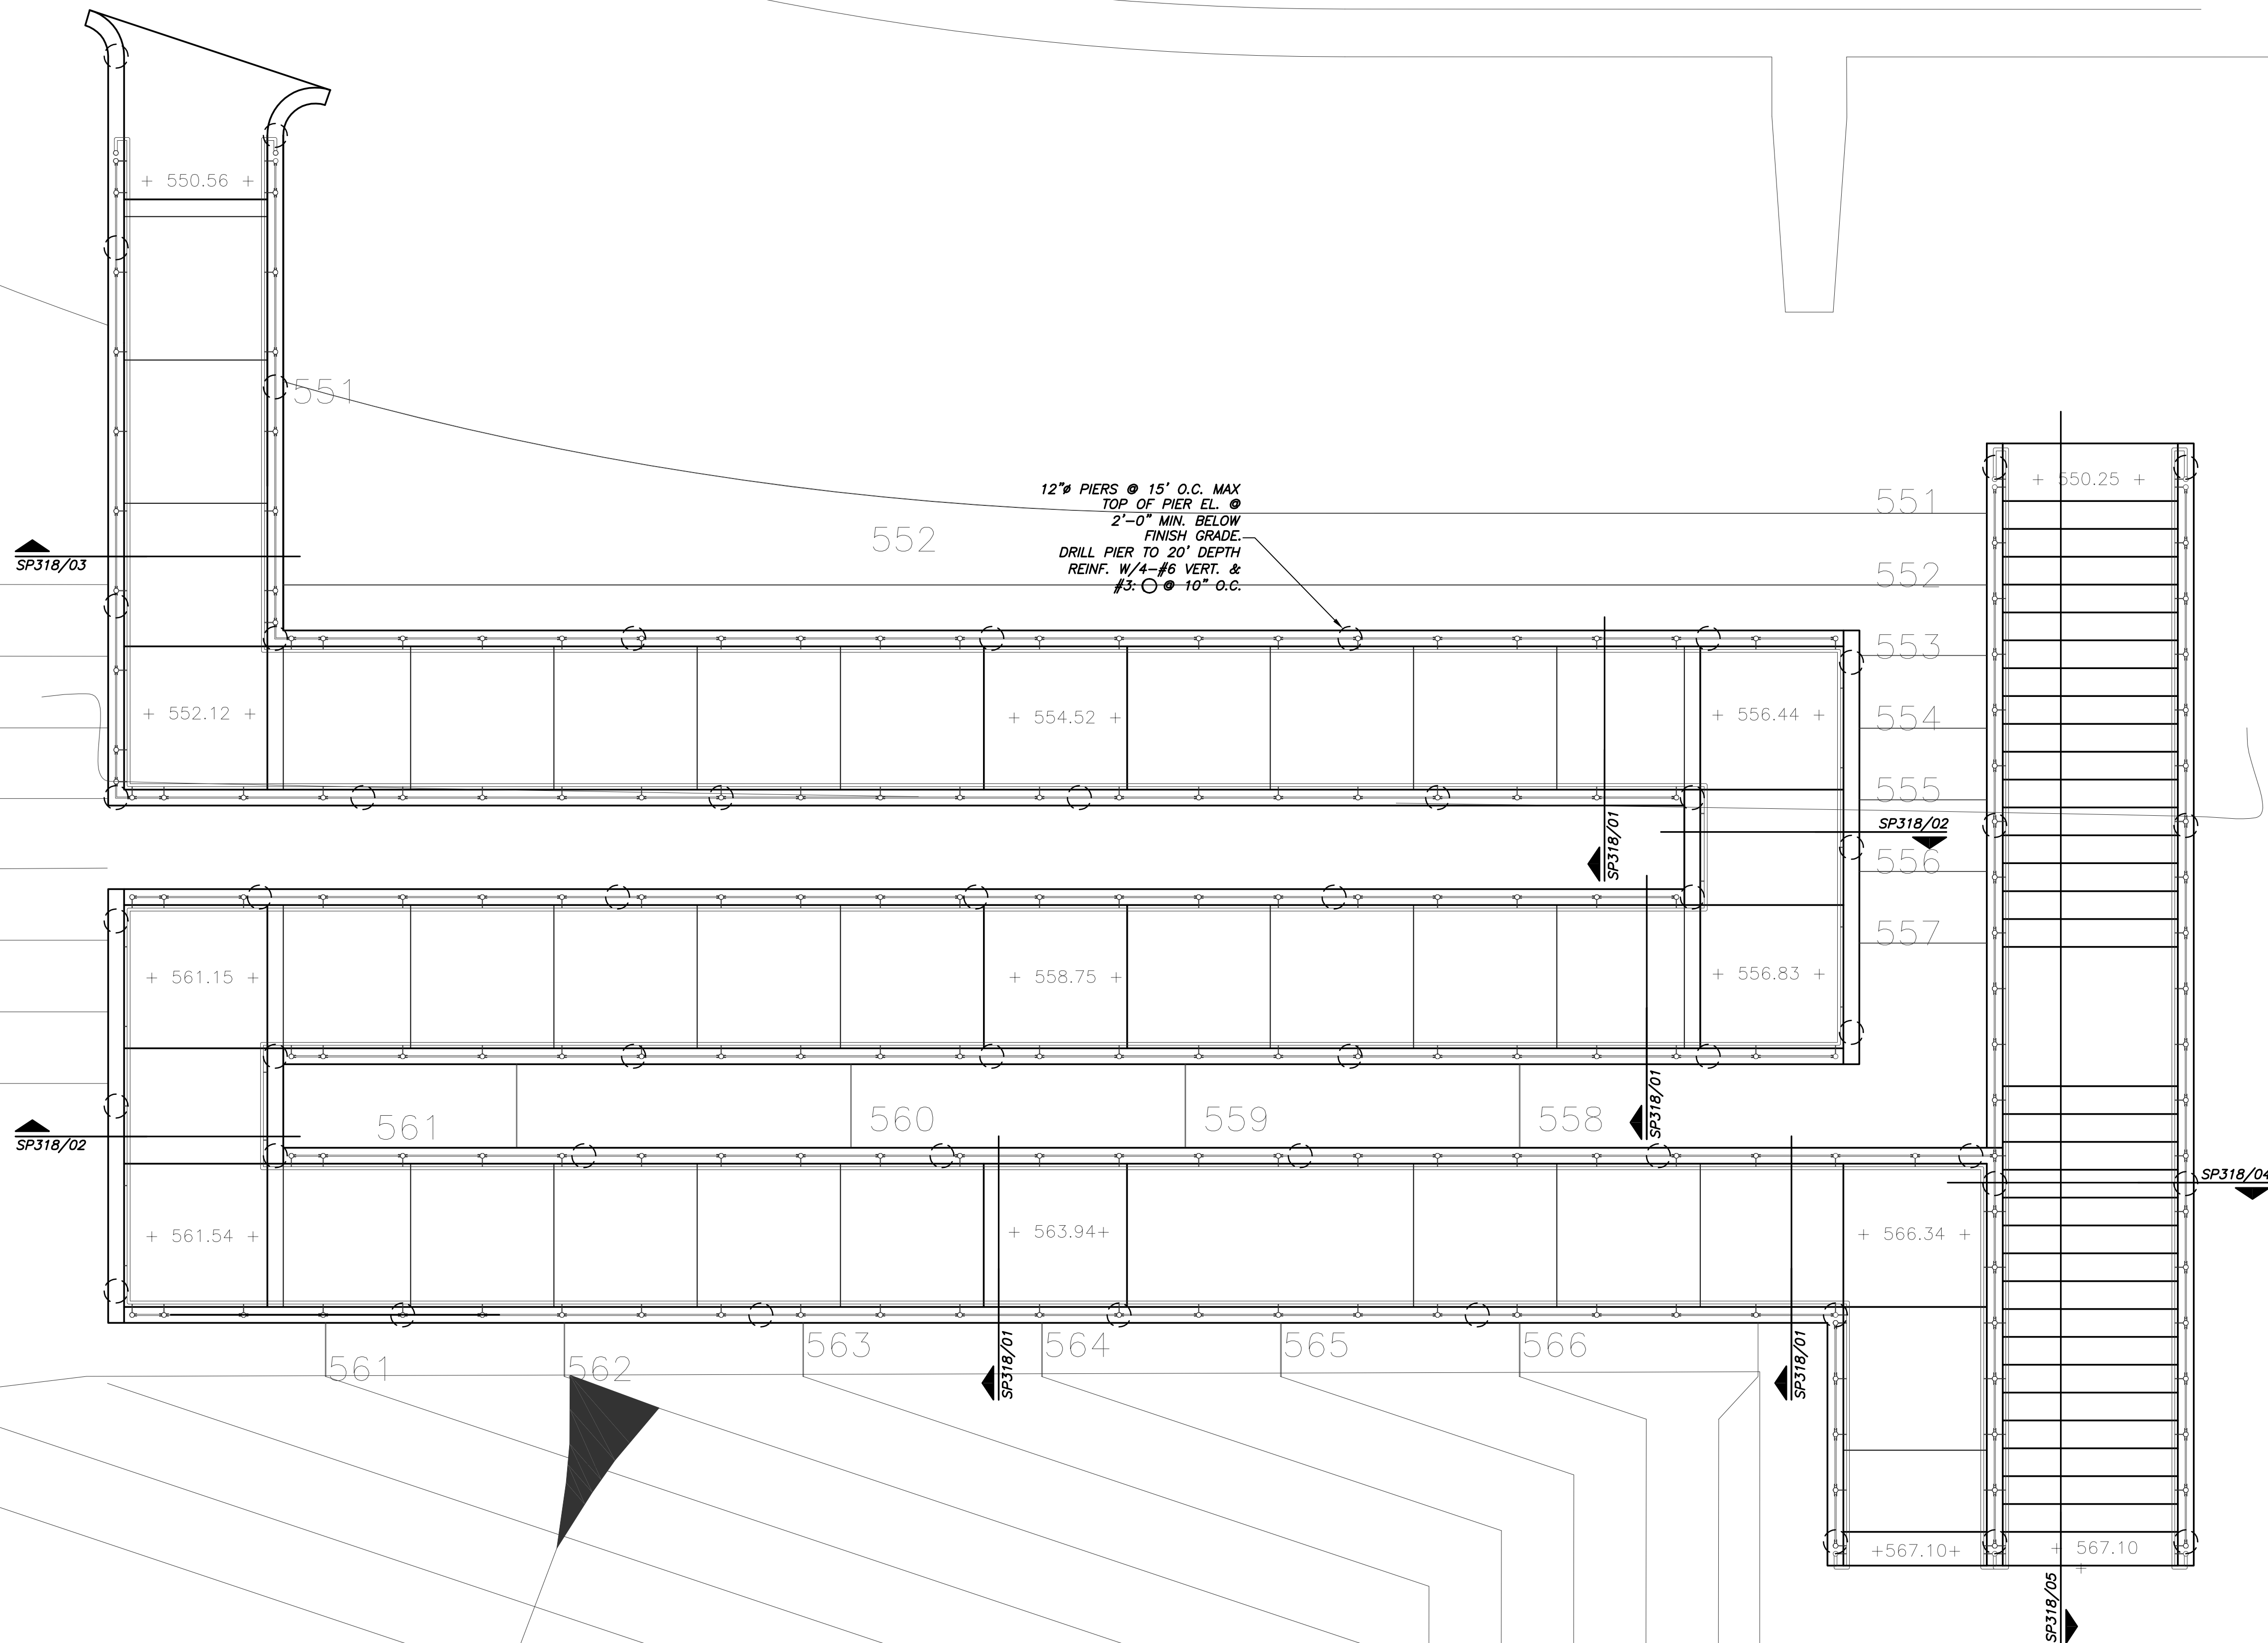 + 550.56 +
551
+ 550.25 +
12"ø PIERS @ 15' O.C. MAX
TOP OF PIER EL. @
2'-0" MIN. BELOW
FINISH GRADE.
DRILL PIER TO 20' DEPTH
REINF. W/4-#6 VERT. &
#3: ○ @ 10" O.C.
551
552
552
SP318/03
553
+ 552.12 +
+ 554.52 +
+ 556.44 +
554
555
SP318/01
SP318/02
556
557
+ 561.15 +
+ 558.75 +
+ 556.83 +
SP318/01
561
560
559
558
SP318/02
SP318/04
+ 561.54 +
+ 563.94+
+ 566.34 +
561
562
563
SP318/01
564
565
566
SP318/01
+567.10+
+ 567.10
+
SP318/05